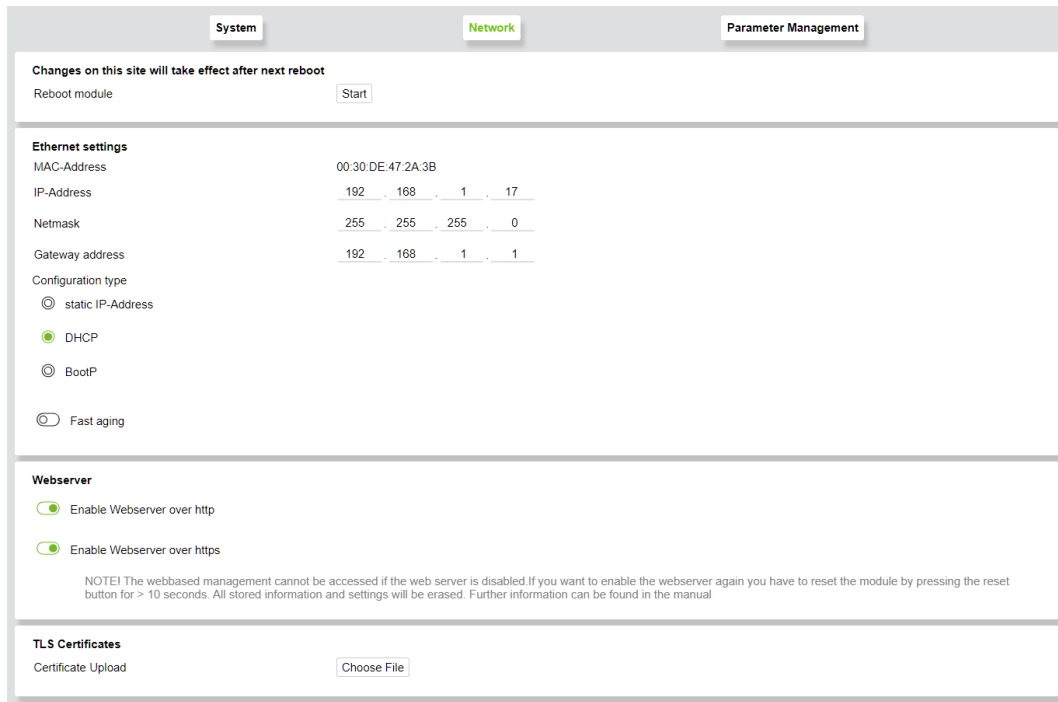 System Network Parameter Management
Changes on this site will take effect after next reboot
Reboot module Start
Ethernet settings
MAC-Address 00:30:DE:47:2A:3B
IP-Address 192 . 168 . 1 . 17
Netmask 255 . 255 . 255 . 0
Gateway address 192 . 168 . 1 . 1
Configuration type
static IP-Address
DHCP
BootP
Fast aging
Webserver
Enable Webserver over http
Enable Webserver over https
NOTE! The webbased management cannot be accessed if the web server is disabled.If you want to enable the webserver again you have to reset the module by pressing the reset
button for > 10 seconds. All stored information and settings will be erased. Further information can be found in the manual
TLS Certificates
Certificate Upload Choose File